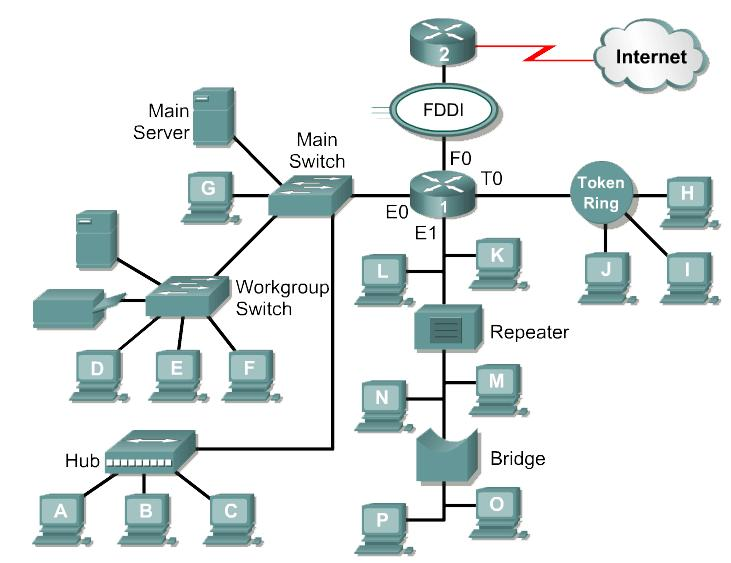 2
Internet
FDDI
Main
Server
Main
Switch
F0
T0
G
E0
1
E1
Token
Ring
H
L
K
J
I
Workgroup
Switch
Repeater
D
E
F
N
M
Hub
Bridge
A
B
C
P
O